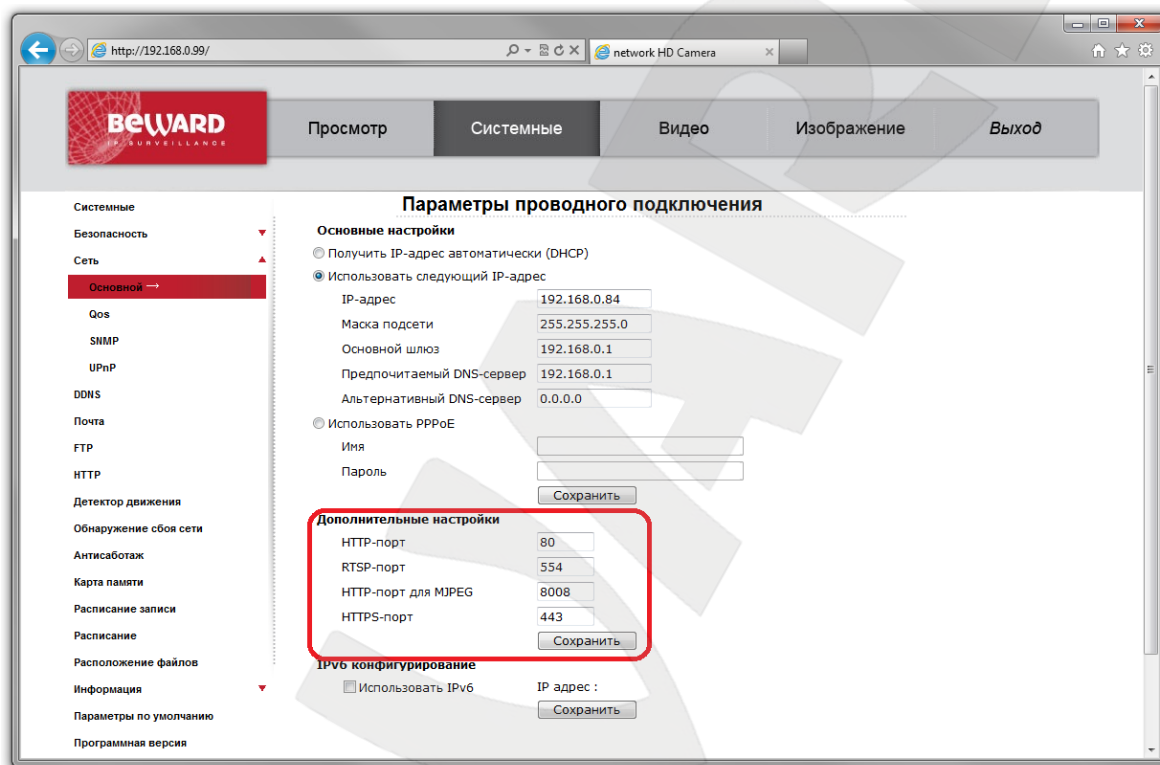 http://192.168.0.99/
network HD Camera
BEWARD
IP SURVEILLANCE
Просмотр
Системные
Видео
Изображение
Выход
Системные
Безопасность
Сеть
Основной →
Qos
SNMP
UPnP
DDNS
Почта
FTP
HTTP
Детектор движения
Обнаружение сбоя сети
Антисаботаж
Карта памяти
Расписание записи
Расписание
Расположение файлов
Информация
Параметры по умолчанию
Программная версия
Параметры проводного подключения
Основные настройки
Получить IP-адрес автоматически (DHCP)
Использовать следующий IP-адрес
IP-адрес 192.168.0.84
Маска подсети 255.255.255.0
Основной шлюз 192.168.0.1
Предпочитаемый DNS-сервер 192.168.0.1
Альтернативный DNS-сервер 0.0.0.0
Использовать PPPoE
Имя
Пароль
Сохранить
Дополнительные настройки
HTTP-порт 80
RTSP-порт 554
HTTP-порт для MJPEG 8008
HTTPS-порт 443
Сохранить
IPv6 конфигурирование
Использовать IPv6 IP адрес :
Сохранить